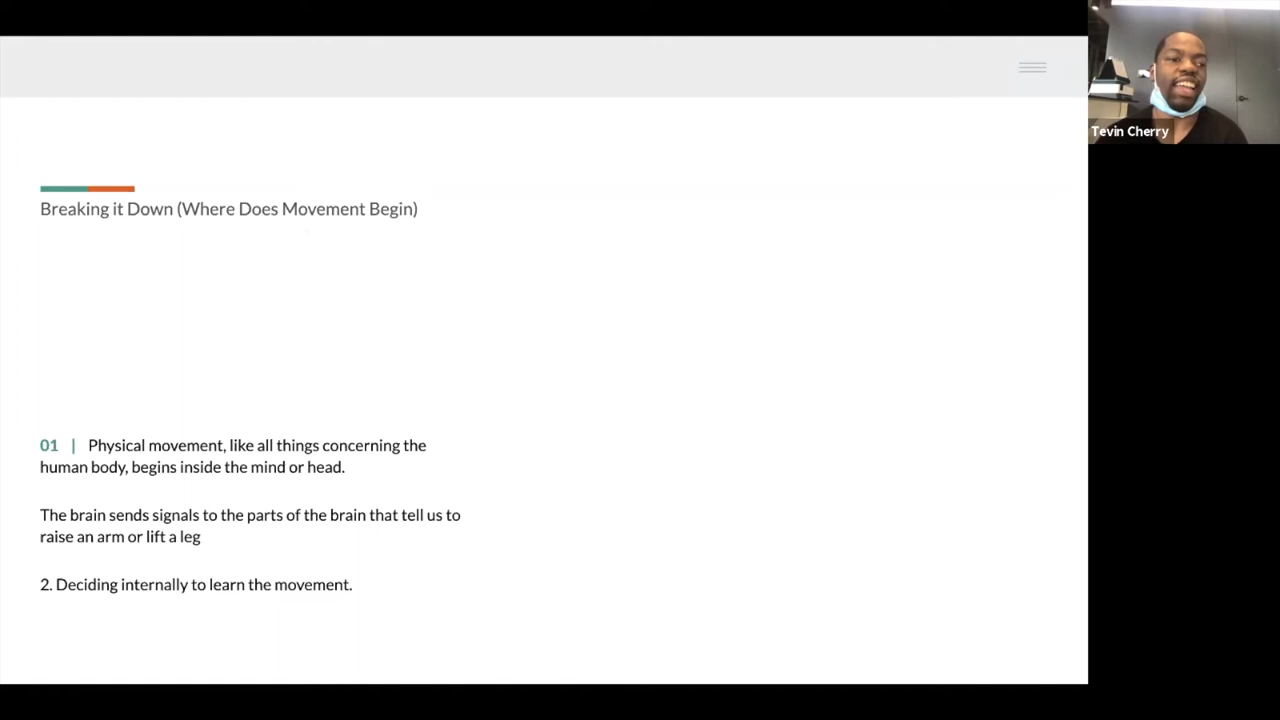 Breaking it Down (Where Does Movement Begin)
01 | Physical movement, like all things concerning the
human body, begins inside the mind or head.
The brain sends signals to the parts of the brain that tell us to
raise an arm or lift a leg
2. Deciding internally to learn the movement.
Tevin Cherry